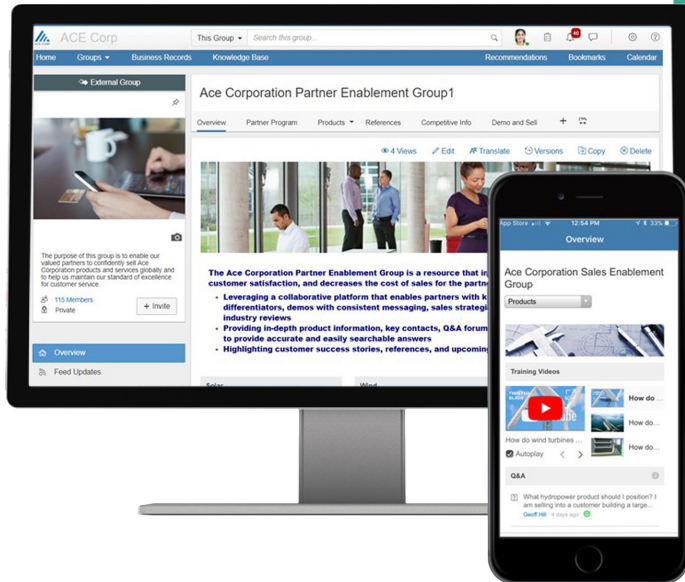 ACE Corp
This Group
Search this group...
40
Home
Groups
Business Records
Knowledge Base
Recommendations
Bookmarks
Calendar
External Group
Ace Corporation Partner Enablement Group1
Overview
Partner Program
Products
References
Competitive Info
Demo and Sell
4 Views
Edit
Translate
Versions
Copy
Delete
The purpose of this group is to enable our
valued partners to confidently sell Ace
Corporation products and services globally and
to help us maintain our standard of excellence
for customer service.
115 Members
Private
+ Invite
Overview
Feed Updates
The Ace Corporation Partner Enablement Group is a resource that
customer satisfaction, and decreases the cost of sales for the
Leveraging a collaborative platform that enables partners with
differentiators, demos with consistent messaging, sales
industry reviews
Providing in-depth product information, key contacts, Q&A
to provide accurate and easily searchable answers
Highlighting customer success stories, references, and
Solar
Wind
App Store
12:54 PM
33%
Overview
Ace Corporation Sales Enablement
Group
Products
Training Videos
How do ...
How do...
How do...
How do wind turbines ...
Autoplay
Q&A
What hydropower product should I position? I
am selling into a customer building a large...
Geoff Hill · 4 days ago